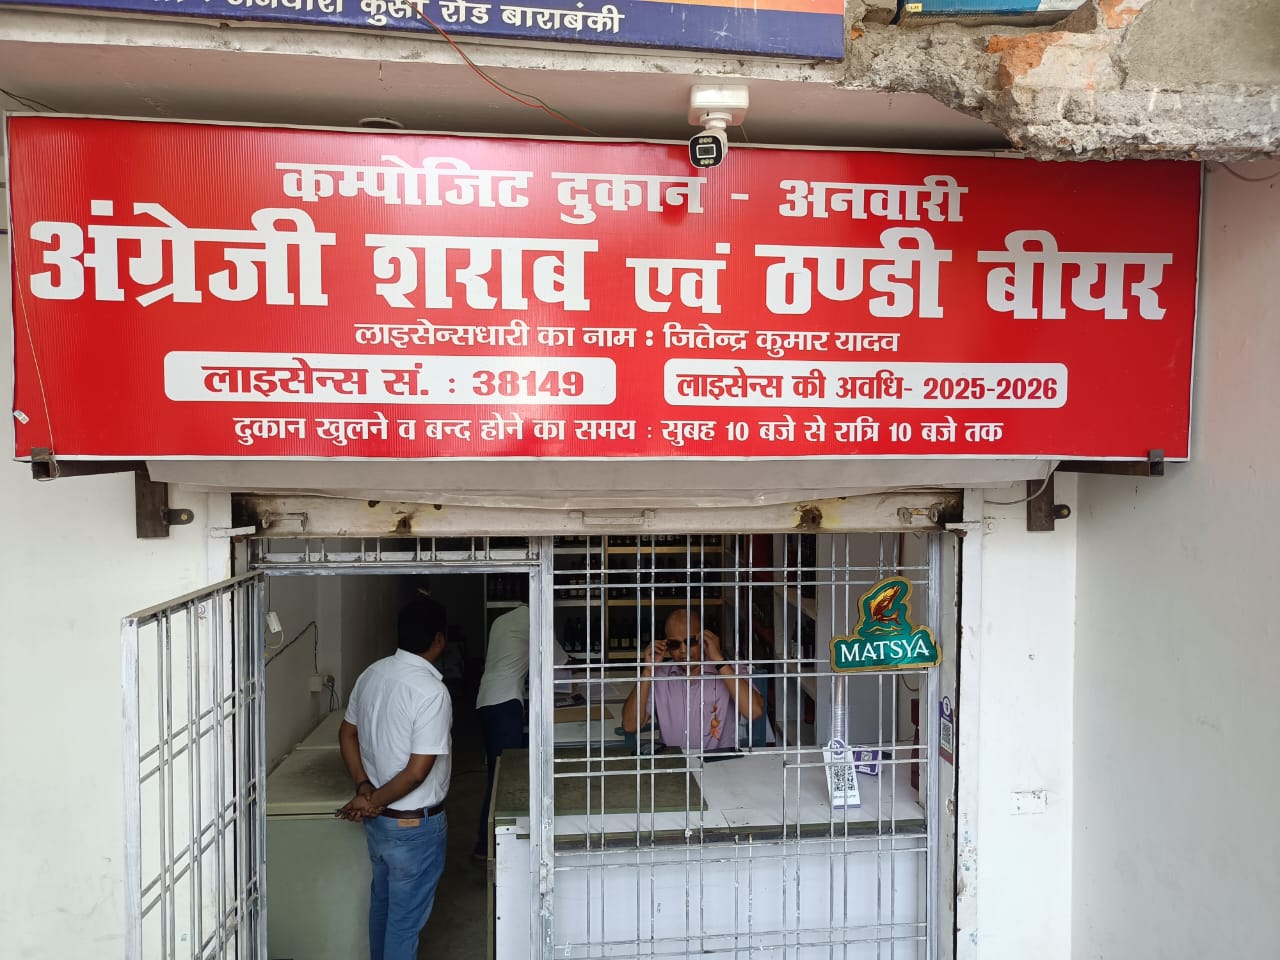 कुर्सी रोड बाराबंकी
कम्पोजिट दुकान - अनवारी
अंग्रेजी शराब एवं ठण्डी बीयर
लाइसेन्सधारी का नाम : जितेन्द्र कुमार यादव
लाइसेन्स सं. : 38149
लाइसेन्स की अवधि- 2025-2026
दुकान खुलने व बन्द होने का समय : सुबह 10 बजे से रात्रि 10 बजे तक
MATSYA